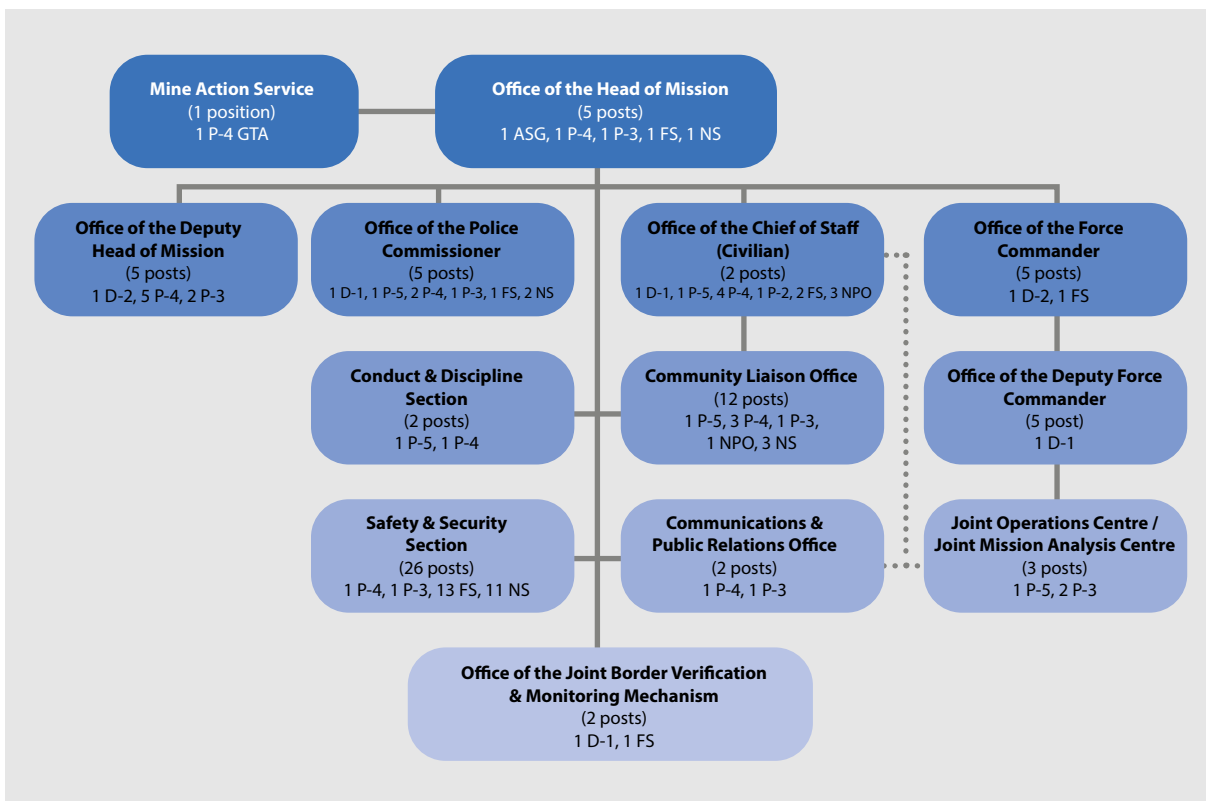 Mine Action Service
(1 position)
1 P-4 GTA
Office of the Head of Mission
(5 posts)
1 ASG, 1 P-4, 1 P-3, 1 FS, 1 NS
Office of the Deputy
Head of Mission
(5 posts)
1 D-2, 5 P-4, 2 P-3
Office of the Police
Commissioner
(5 posts)
1 D-1, 1 P-5, 2 P-4, 1 P-3, 1 FS, 2 NS
Office of the Chief of Staff
(Civilian)
(2 posts)
1 D-1, 1 P-5, 4 P-4, 1 P-2, 2 FS, 3 NPO
Office of the Force
Commander
(5 posts)
1 D-2, 1 FS
Conduct & Discipline
Section
(2 posts)
1 P-5, 1 P-4
Community Liaison Office
(12 posts)
1 P-5, 3 P-4, 1 P-3,
1 NPO, 3 NS
Office of the Deputy Force
Commander
(5 post)
1 D-1
Safety & Security
Section
(26 posts)
1 P-4, 1 P-3, 13 FS, 11 NS
Communications &
Public Relations Office
(2 posts)
1 P-4, 1 P-3
Joint Operations Centre /
Joint Mission Analysis Centre
(3 posts)
1 P-5, 2 P-3
Office of the Joint Border Verification
& Monitoring Mechanism
(2 posts)
1 D-1, 1 FS